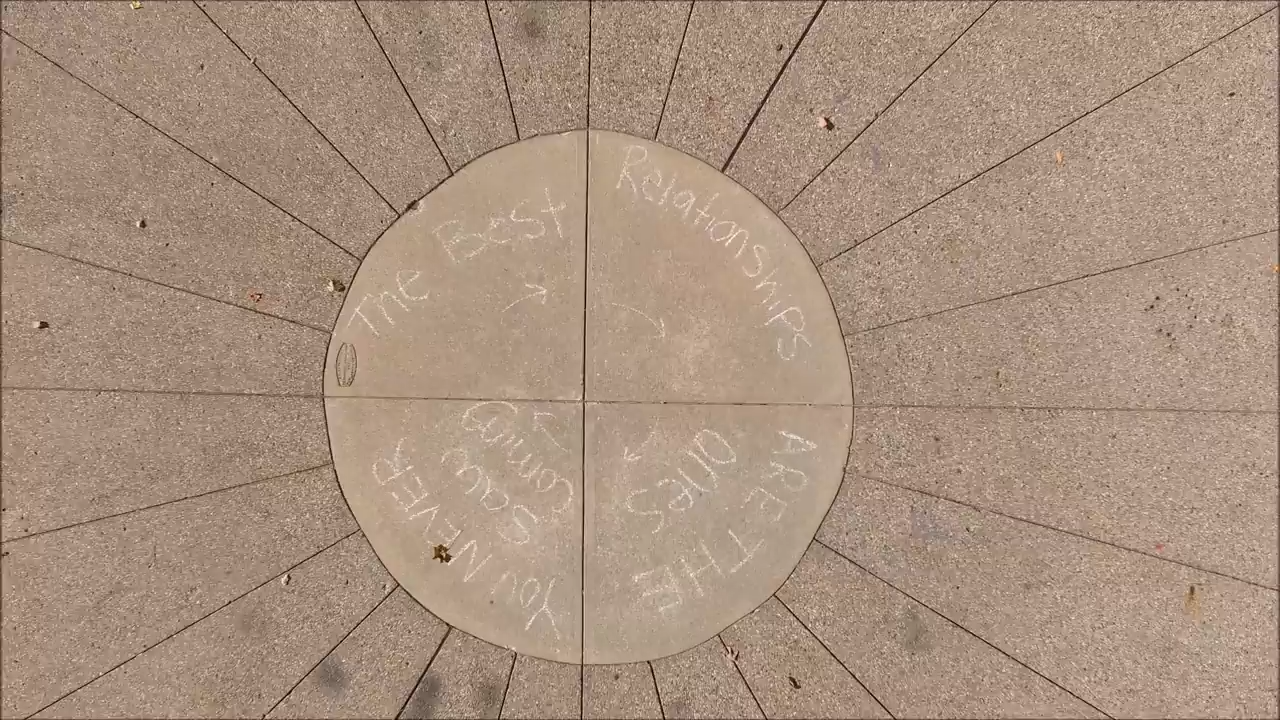 The Best
Relationships
ARE THE
ONES
YOU NEVER
Saw
Coming